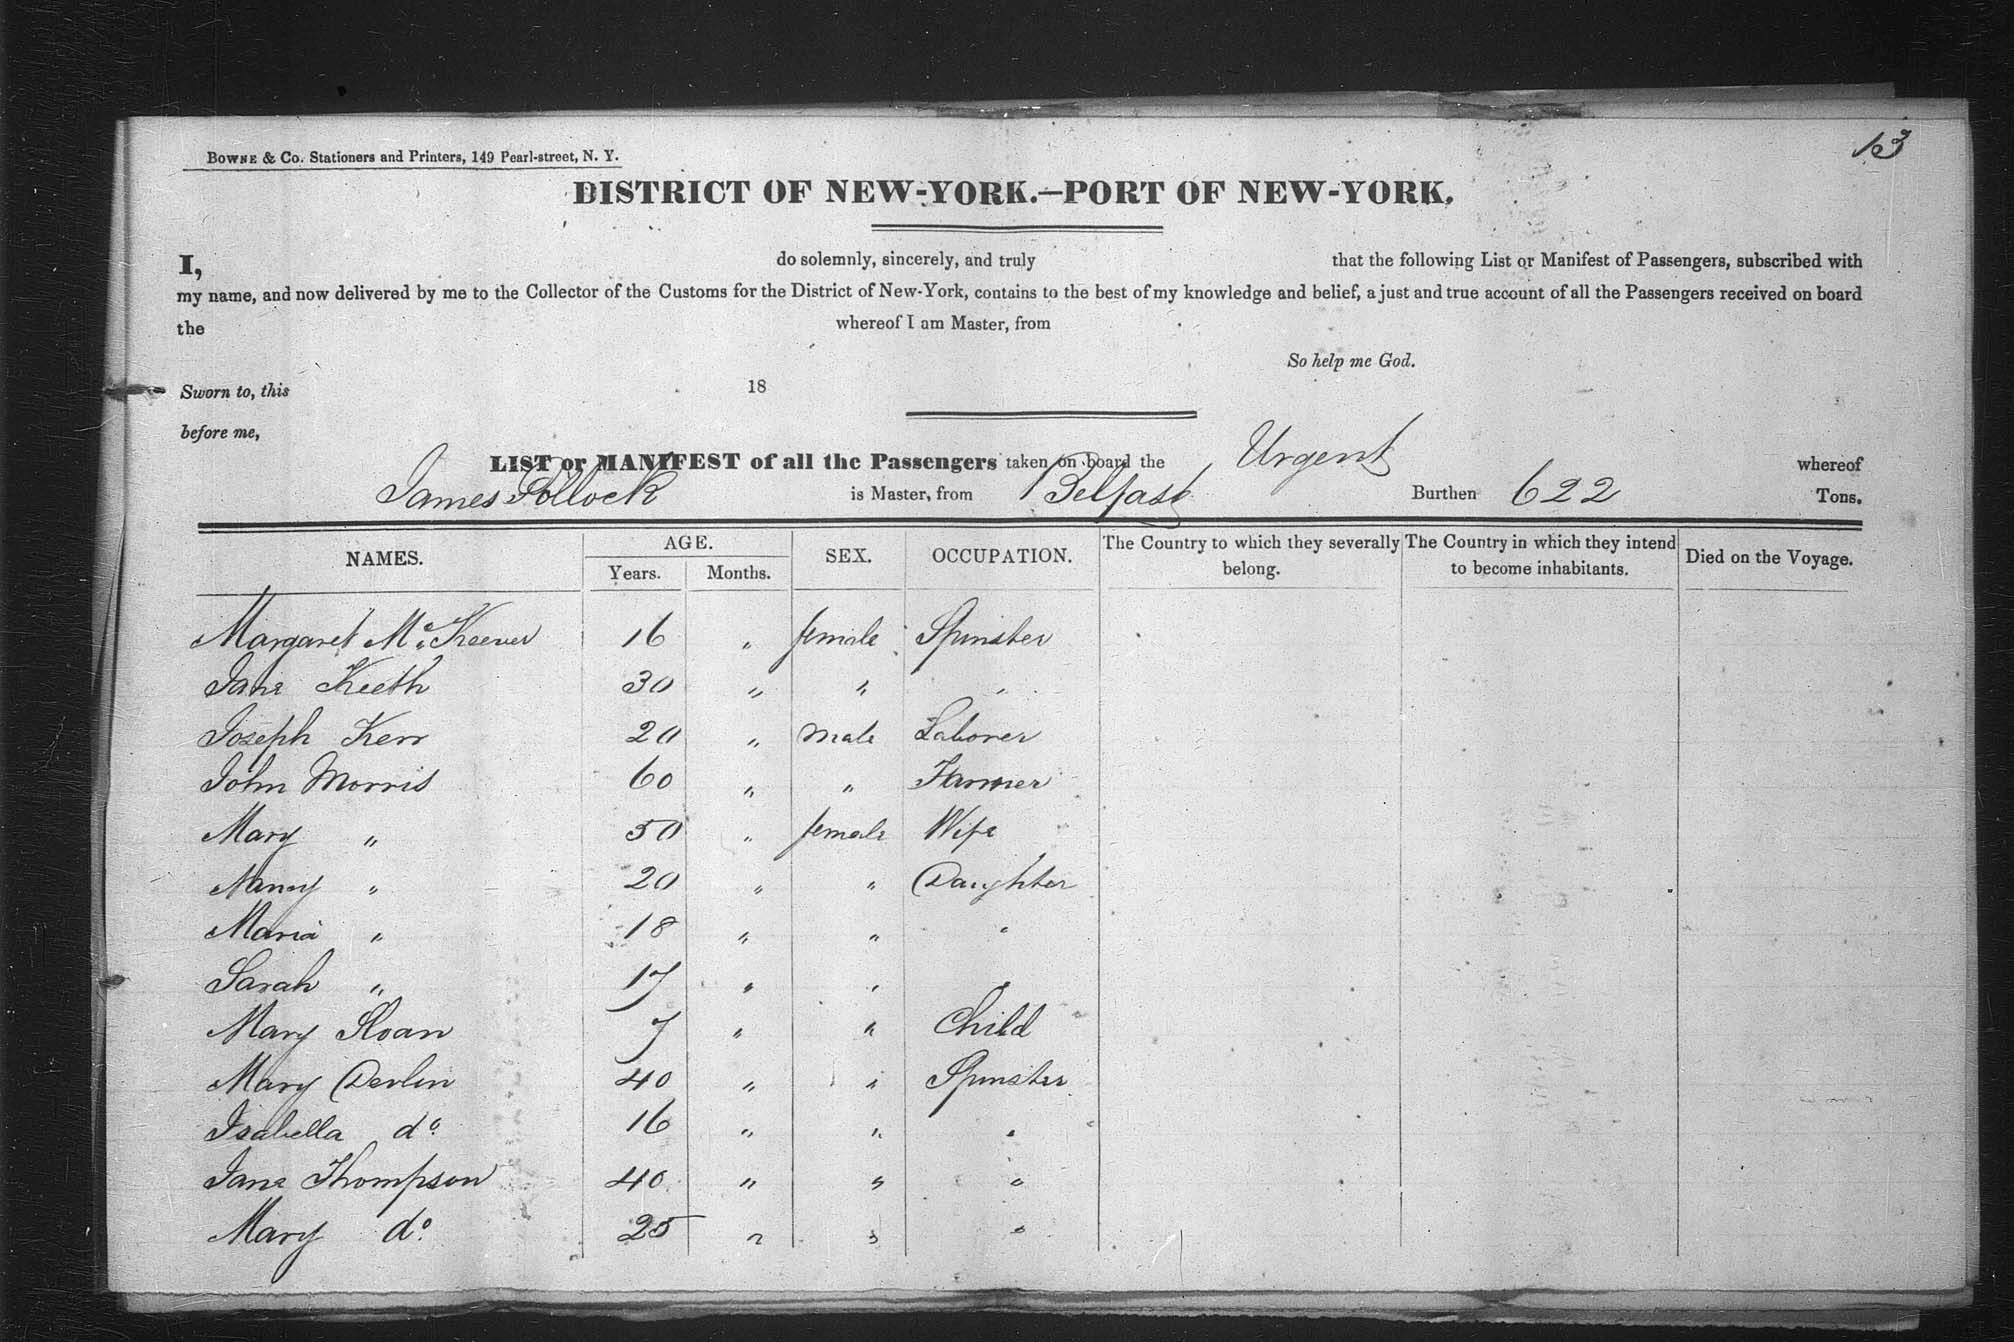 13
BOWNE & Co. Stationers and Printers, 149 Pearl-street, N. Y.
DISTRICT OF NEW-YORK.—PORT OF NEW-YORK.
I, do solemnly, sincerely, and truly that the following List or Manifest of Passengers, subscribed with
my name, and now delivered by me to the Collector of the Customs for the District of New-York, contains to the best of my knowledge and belief, a just and true account of all the Passengers received on board
the whereof I am Master, from
So help me God.
Sworn to, this 18
before me,
LIST or MANIFEST of all the Passengers taken on board the Urgent whereof
James Pollock is Master, from Belfast Burthen 622 Tons.
NAMES. AGE. Years. Months. SEX. OCCUPATION. The Country to which they severally belong. The Country in which they intend to become inhabitants. Died on the Voyage.
Margaret McKeever 16 " female Spinster
Jane Keith 30 " " "
Joseph Kerr 20 " male Laborer
John Morris 60 " " Farmer
Mary " 50 " female Wife
Nancy " 20 " " Daughter
Maria " 18 " " "
Sarah " 17 " " "
Mary Sloan 7 " " Child
Mary Devlin 40 " " Spinster
Isabella do. 16 " " "
Jane Thompson 40 " " "
Mary do. 25 " " "